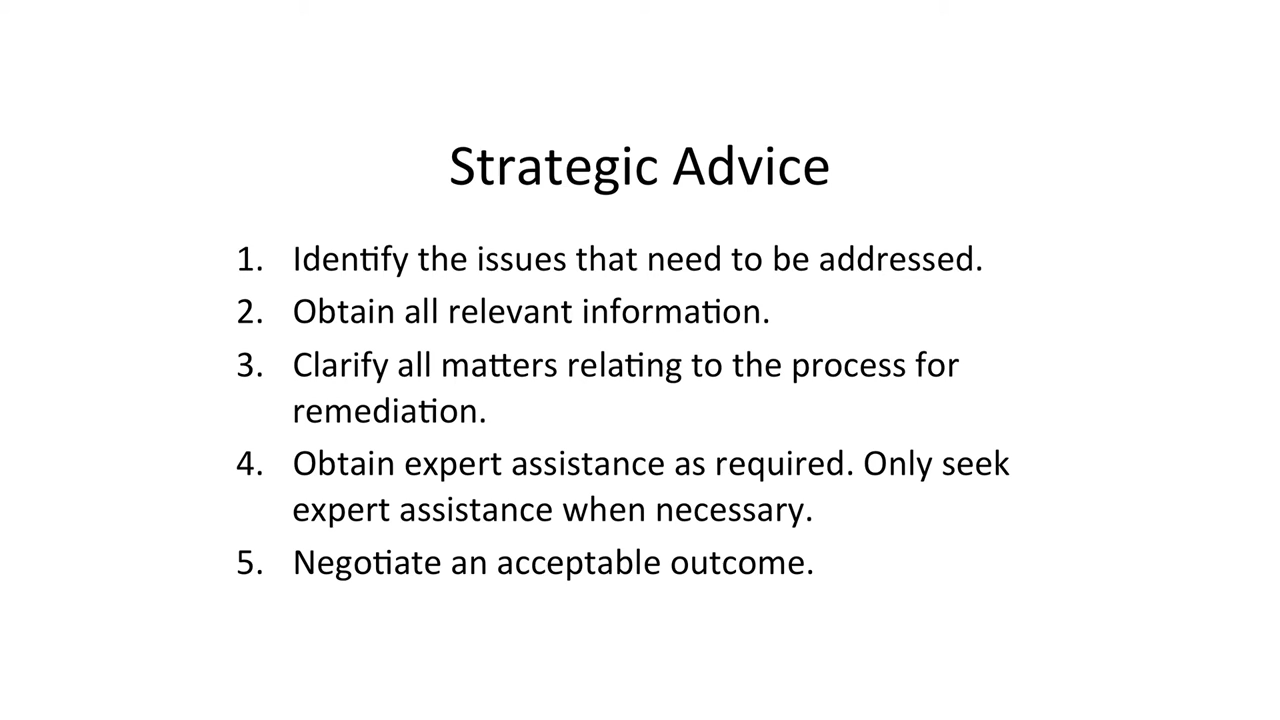 Strategic Advice
1. Identify the issues that need to be addressed.
2. Obtain all relevant information.
3. Clarify all matters relating to the process for
remediation.
4. Obtain expert assistance as required. Only seek
expert assistance when necessary.
5. Negotiate an acceptable outcome.